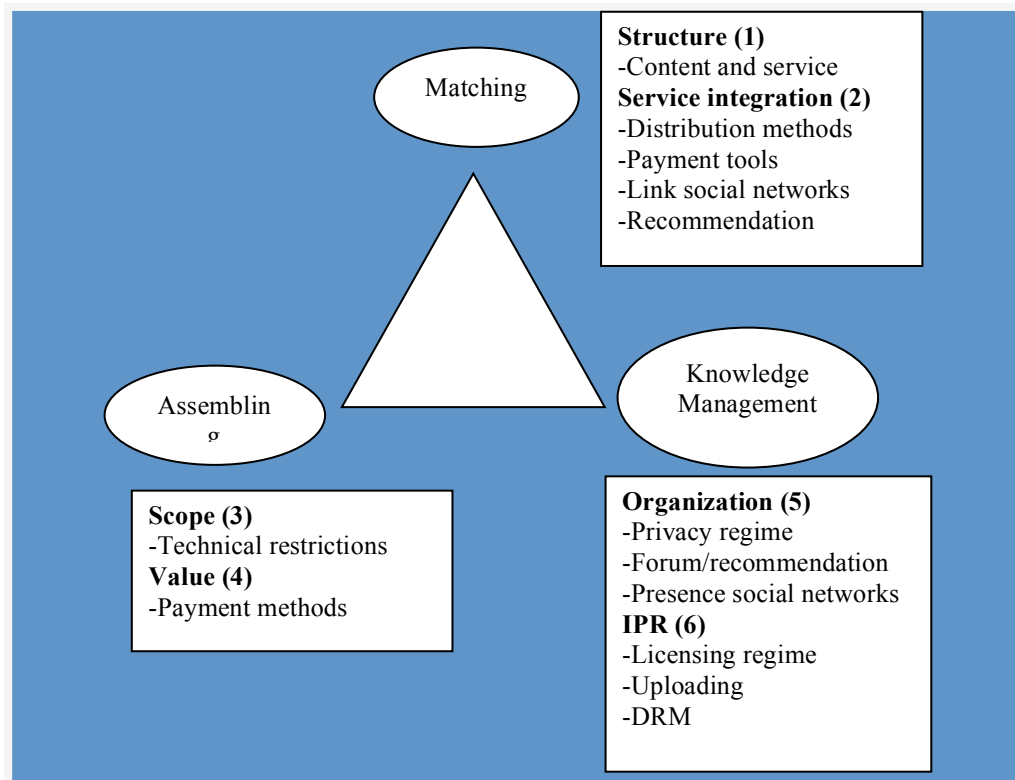 Matching
Structure (1)
-Content and service
Service integration (2)
-Distribution methods
-Payment tools
-Link social networks
-Recommendation
Assemblin
g
Knowledge
Management
Scope (3)
-Technical restrictions
Value (4)
-Payment methods
Organization (5)
-Privacy regime
-Forum/recommendation
-Presence social networks
IPR (6)
-Licensing regime
-Uploading
-DRM